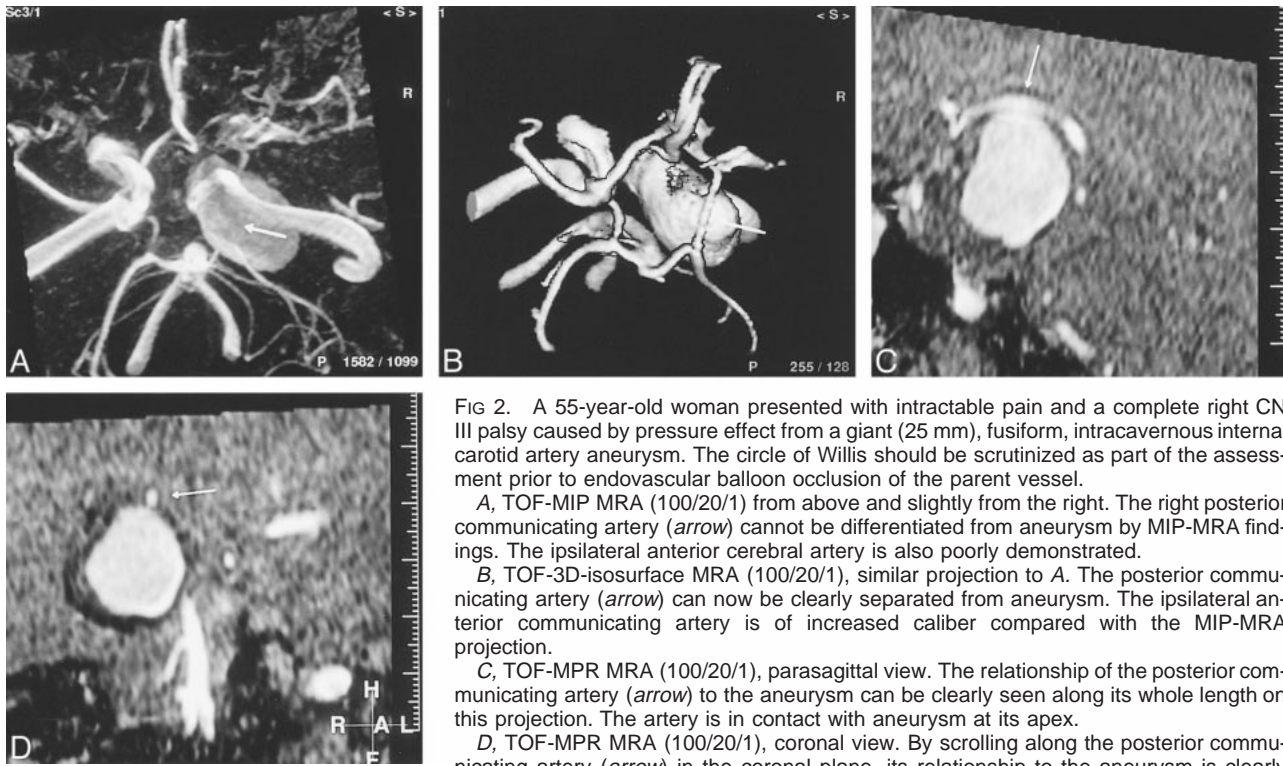 Sc3/1
< S >
R
A
P 1582 / 1099
1
< S >
R
B
P 255 / 128
C
H
R A L
F
D
FIG 2. A 55-year-old woman presented with intractable pain and a complete right CN
III palsy caused by pressure effect from a giant (25 mm), fusiform, intracavernous interna
carotid artery aneurysm. The circle of Willis should be scrutinized as part of the assess-
ment prior to endovascular balloon occlusion of the parent vessel.
A, TOF-MIP MRA (100/20/1) from above and slightly from the right. The right posterior
communicating artery (arrow) cannot be differentiated from aneurysm by MIP-MRA find-
ings. The ipsilateral anterior cerebral artery is also poorly demonstrated.
B, TOF-3D-isosurface MRA (100/20/1), similar projection to A. The posterior commu-
nicating artery (arrow) can now be clearly separated from aneurysm. The ipsilateral an-
terior communicating artery is of increased caliber compared with the MIP-MRA
projection.
C, TOF-MPR MRA (100/20/1), parasagittal view. The relationship of the posterior com-
municating artery (arrow) to the aneurysm can be clearly seen along its whole length on
this projection. The artery is in contact with aneurysm at its apex.
D, TOF-MPR MRA (100/20/1), coronal view. By scrolling along the posterior commu-
nicating artery (arrow) in the coronal plane, its relationship to the aneurysm is clearly